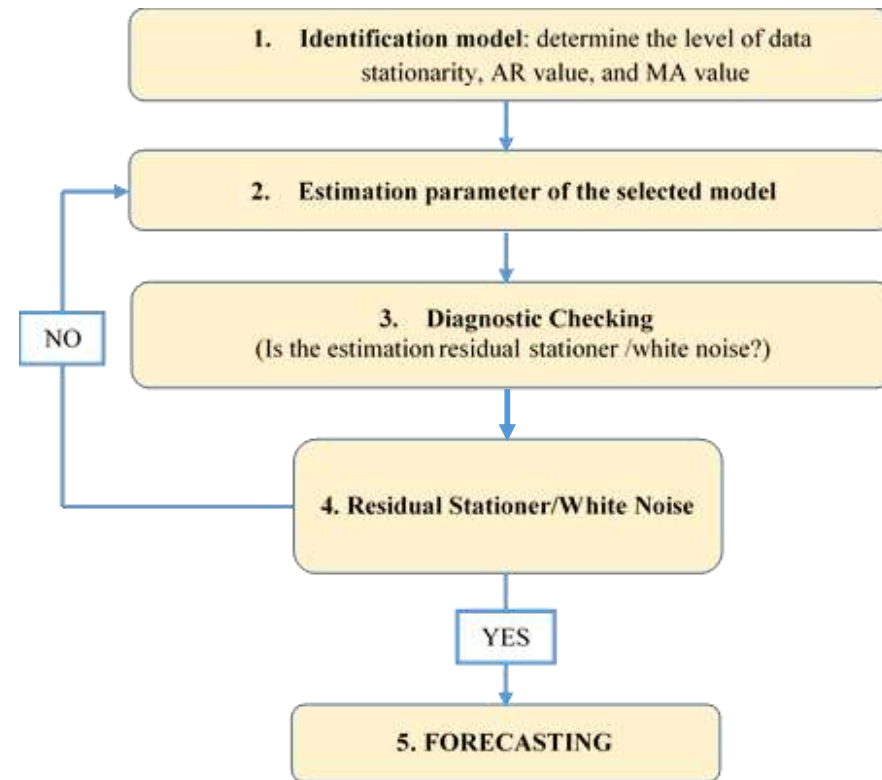 1. Identification model: determine the level of data
stationarity, AR value, and MA value
2. Estimation parameter of the selected model
3. Diagnostic Checking
(Is the estimation residual stationer /white noise?)
NO
4. Residual Stationer/White Noise
YES
5. FORECASTING